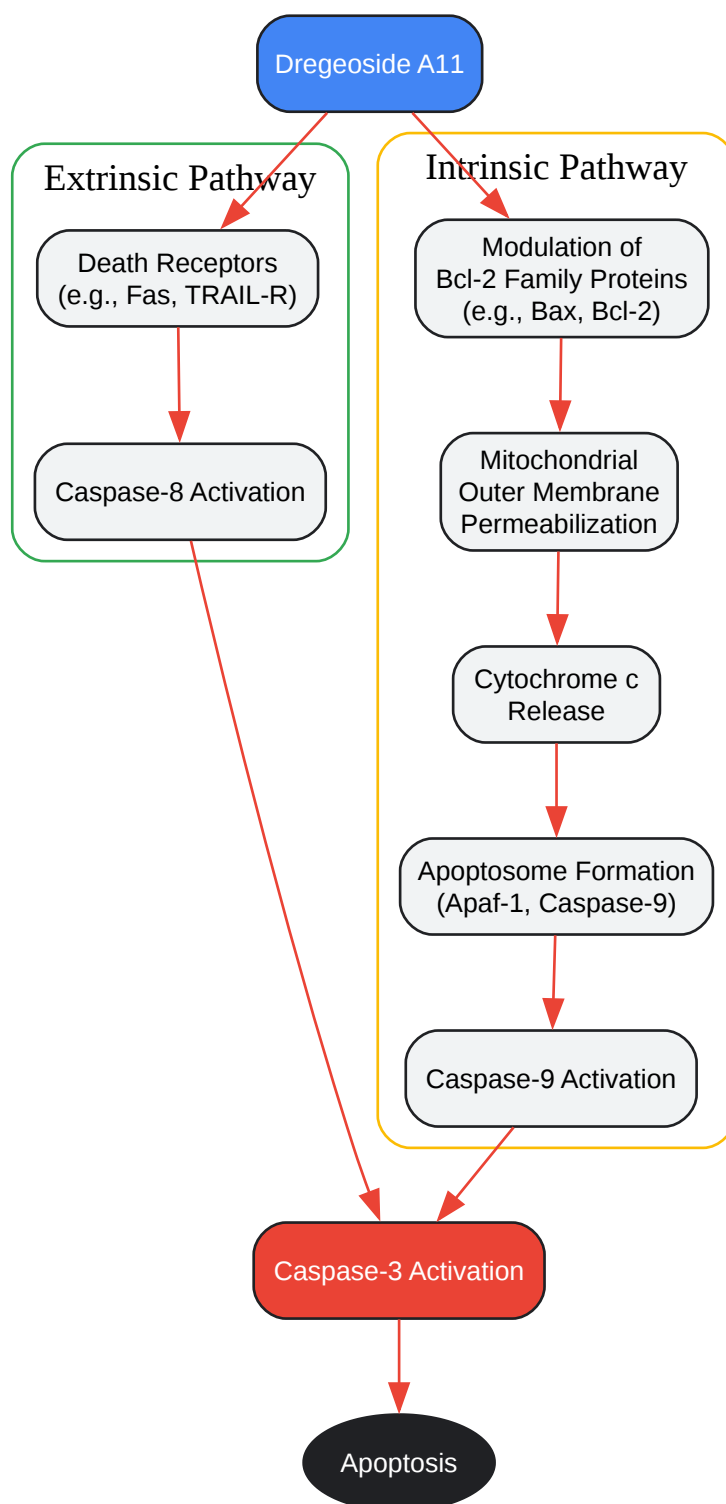 Dregeoside A11
Extrinsic Pathway
Death Receptors
(e.g., Fas, TRAIL-R)
Caspase-8 Activation
Intrinsic Pathway
Modulation of
Bcl-2 Family Proteins
(e.g., Bax, Bcl-2)
Mitochondrial
Outer Membrane
Permeabilization
Cytochrome c
Release
Apoptosome Formation
(Apaf-1, Caspase-9)
Caspase-9 Activation
Caspase-3 Activation
Apoptosis